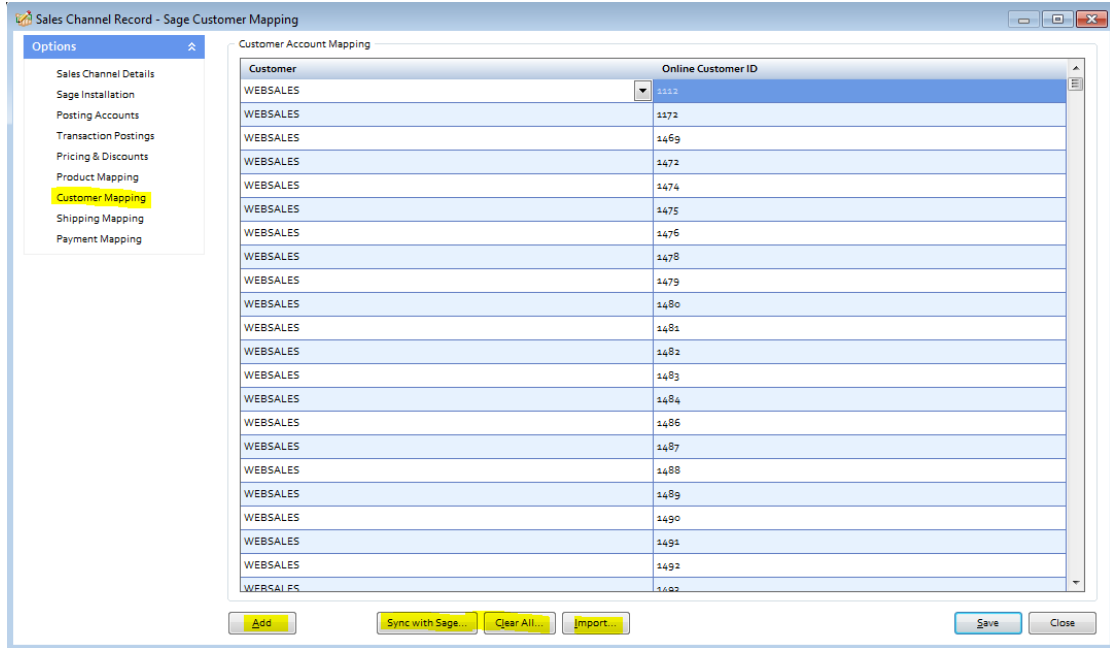 Sales Channel Record - Sage Customer Mapping
Options
Sales Channel Details
Sage Installation
Posting Accounts
Transaction Postings
Pricing & Discounts
Product Mapping
Customer Mapping
Shipping Mapping
Payment Mapping
Customer Account Mapping
Customer Online Customer ID
WEBSALES 1112
WEBSALES 1172
WEBSALES 1469
WEBSALES 1472
WEBSALES 1474
WEBSALES 1475
WEBSALES 1476
WEBSALES 1478
WEBSALES 1479
WEBSALES 1480
WEBSALES 1481
WEBSALES 1482
WEBSALES 1483
WEBSALES 1484
WEBSALES 1486
WEBSALES 1487
WEBSALES 1488
WEBSALES 1489
WEBSALES 1490
WEBSALES 1491
WEBSALES 1492
WEBSALES 1493
Add Sync with Sage... Clear All... Import... Save Close